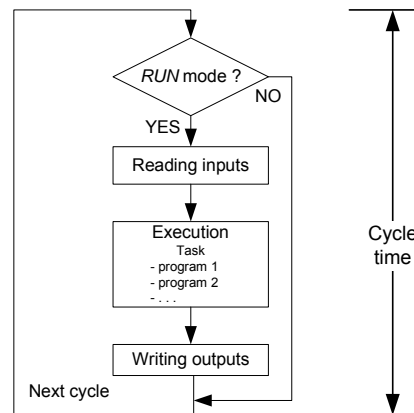 RUN mode ?
NO
YES
Reading inputs
Execution
Task
- program 1
- program 2
- . . .
Cycle
time
Writing outputs
Next cycle